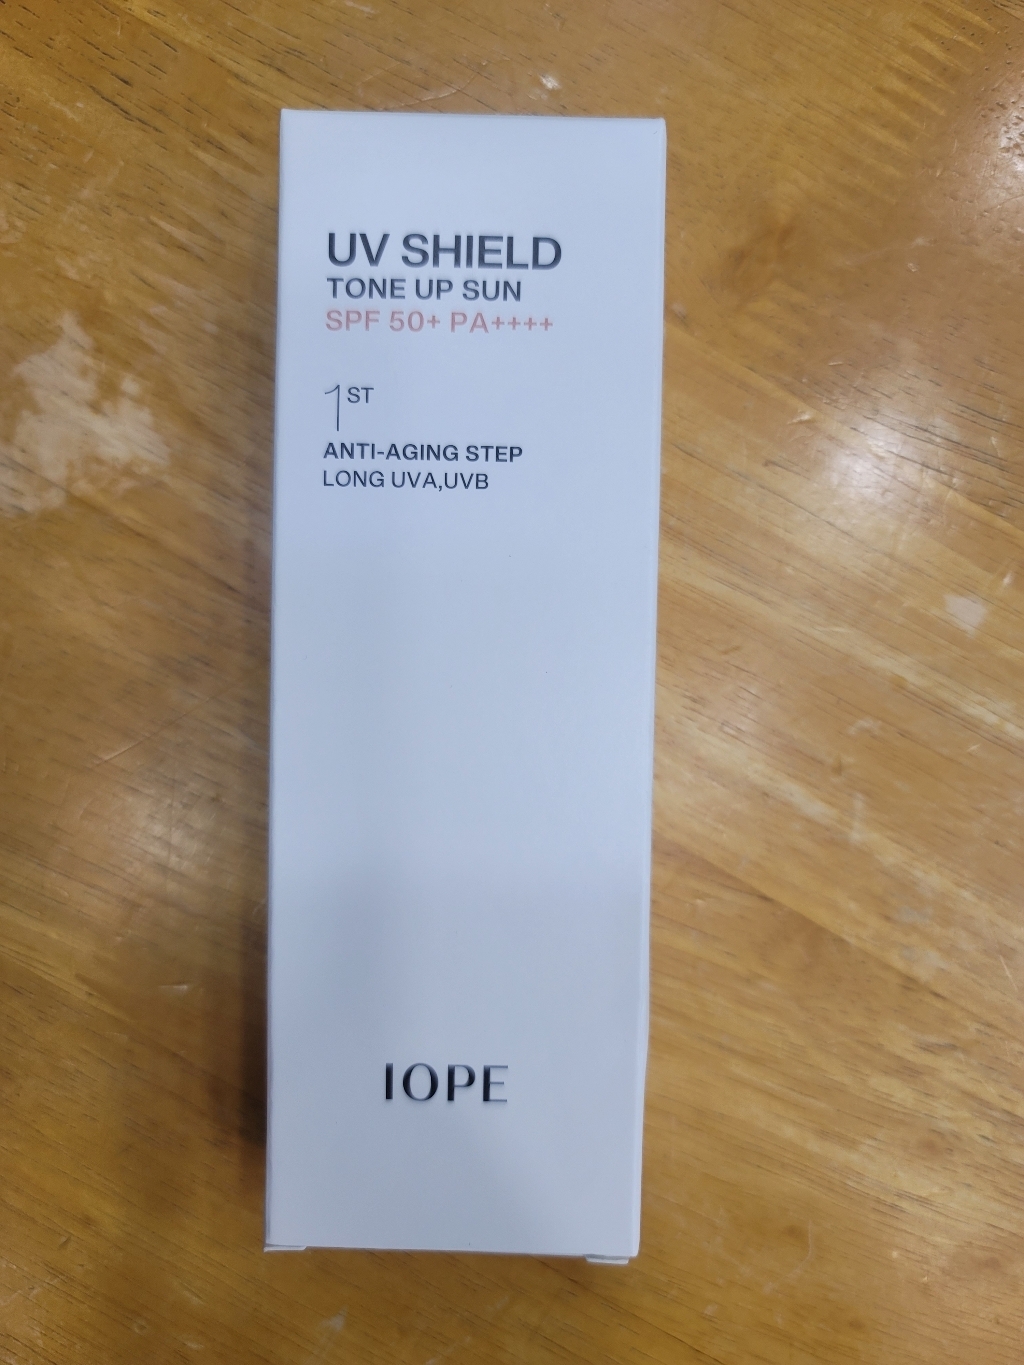 UV SHIELD
TONE UP SUN
SPF 50+ PA++++
1ST
ANTI-AGING STEP
LONG UVA,UVB
IOPE